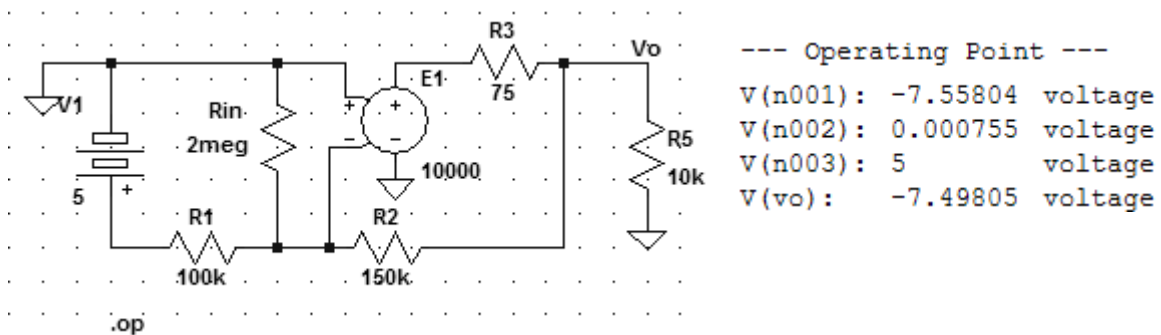 R3
Vo
V1
E1
+
75
Rin
2meg
+
−
+
−
R5
10k
10000
+
5
R1
R2
100k
150k
.op
--- Operating Point ---
V(n001): -7.55804 voltage
V(n002): 0.000755 voltage
V(n003): 5 voltage
V(vo): -7.49805 voltage